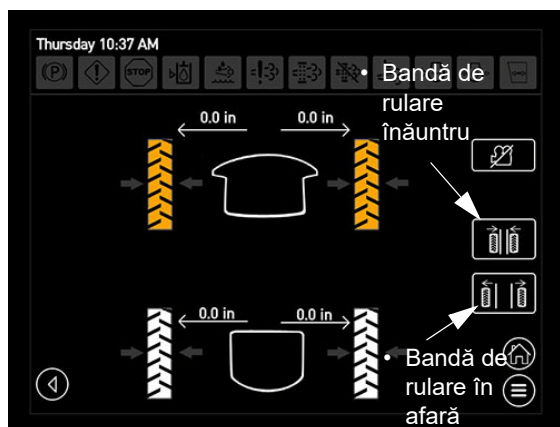 Thursday 10:37 AM
(P)
STOP
• Bandă de
rulare
înăuntru
0.0 in
0.0 in
0.0 in
0.0 in
• Bandă de
rulare în
afară